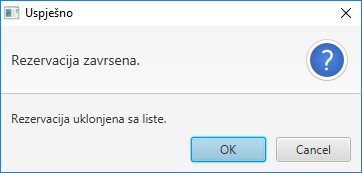 Uspješno
Rezervacija zavrsena.
Rezervacija uklonjena sa liste.
OK
Cancel